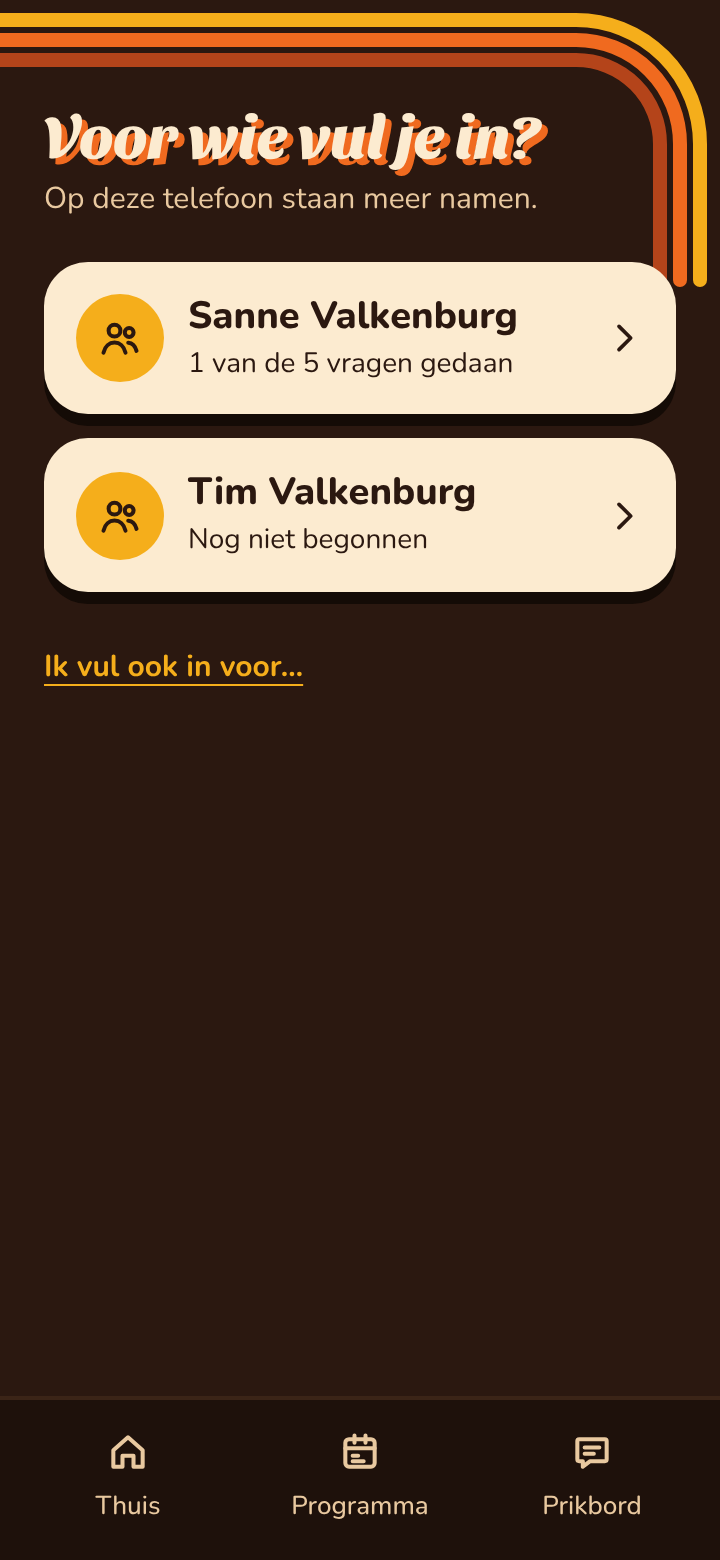 Voor wie vul je in?
Op deze telefoon staan meer namen.
Sanne Valkenburg
1 van de 5 vragen gedaan
Tim Valkenburg
Nog niet begonnen
Ik vul ook in voor...
Thuis
Programma
Prikbord